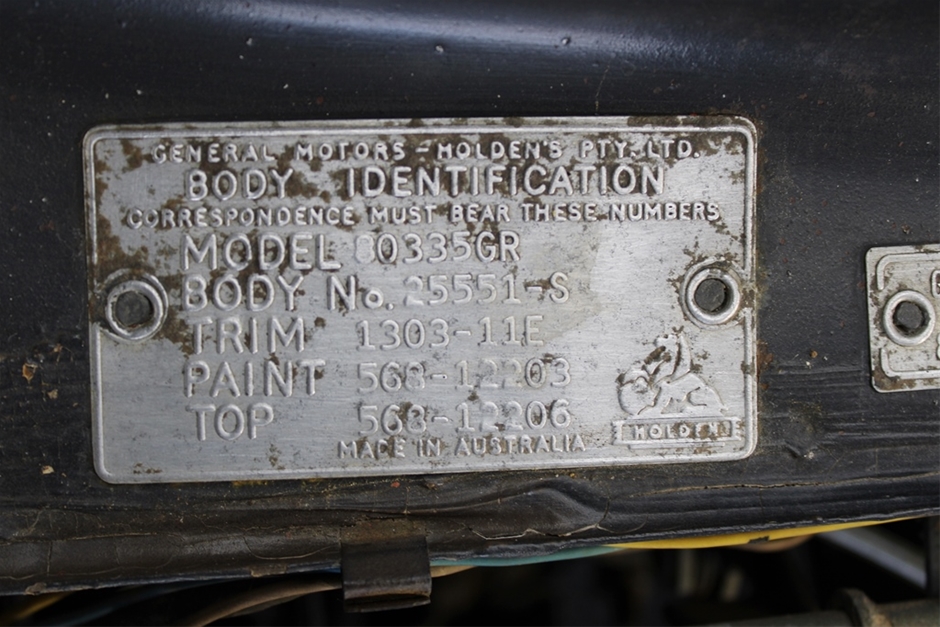 GENERAL MOTORS - HOLDEN'S PTY. LTD.
BODY IDENTIFICATION
CORRESPONDENCE MUST BEAR THESE NUMBERS
MODEL 80335GR
BODY No. 25551-S
TRIM 1303-11E
PAINT 568-12203
TOP 568-12206
MADE IN AUSTRALIA
HOLDEN